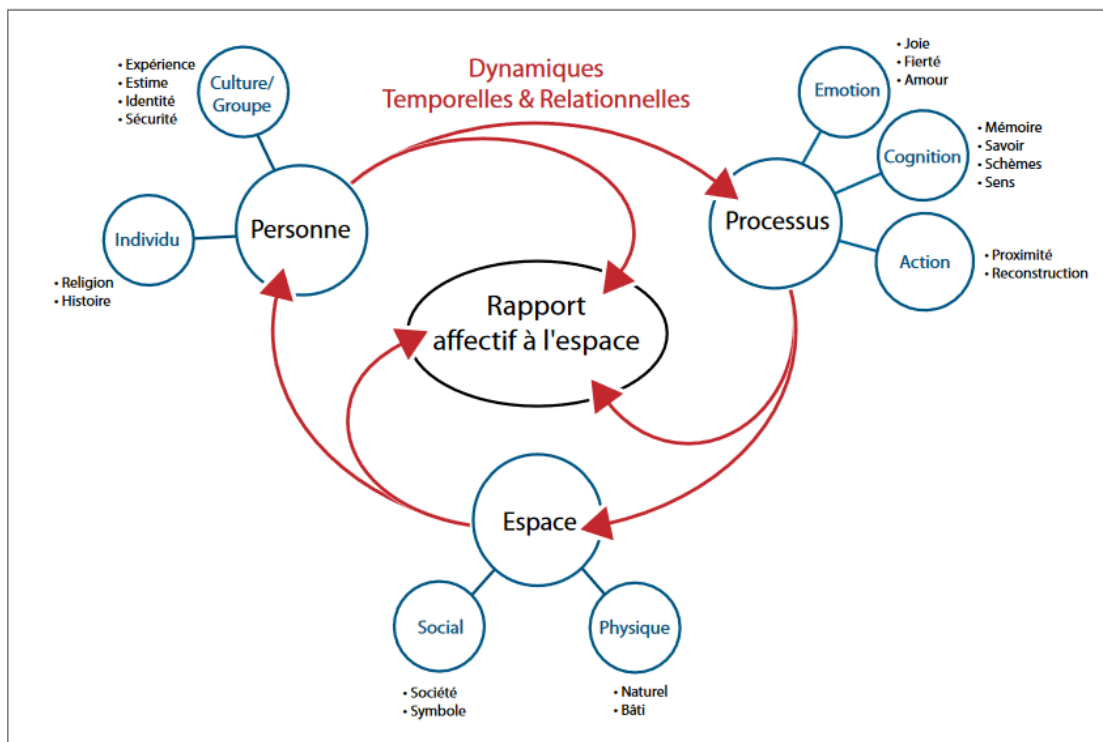 Dynamiques
Temporelles & Relationnelles
• Expérience
• Estime
• Identité
• Sécurité
Culture/
Groupe
Individu
• Religion
• Histoire
Personne
• Joie
• Fierté
• Amour
Emotion
Cognition
• Mémoire
• Savoir
• Schèmes
• Sens
Processus
Action
• Proximité
• Reconstruction
Rapport
affectif à l'espace
Espace
Social
• Société
• Symbole
Physique
• Naturel
• Bâti